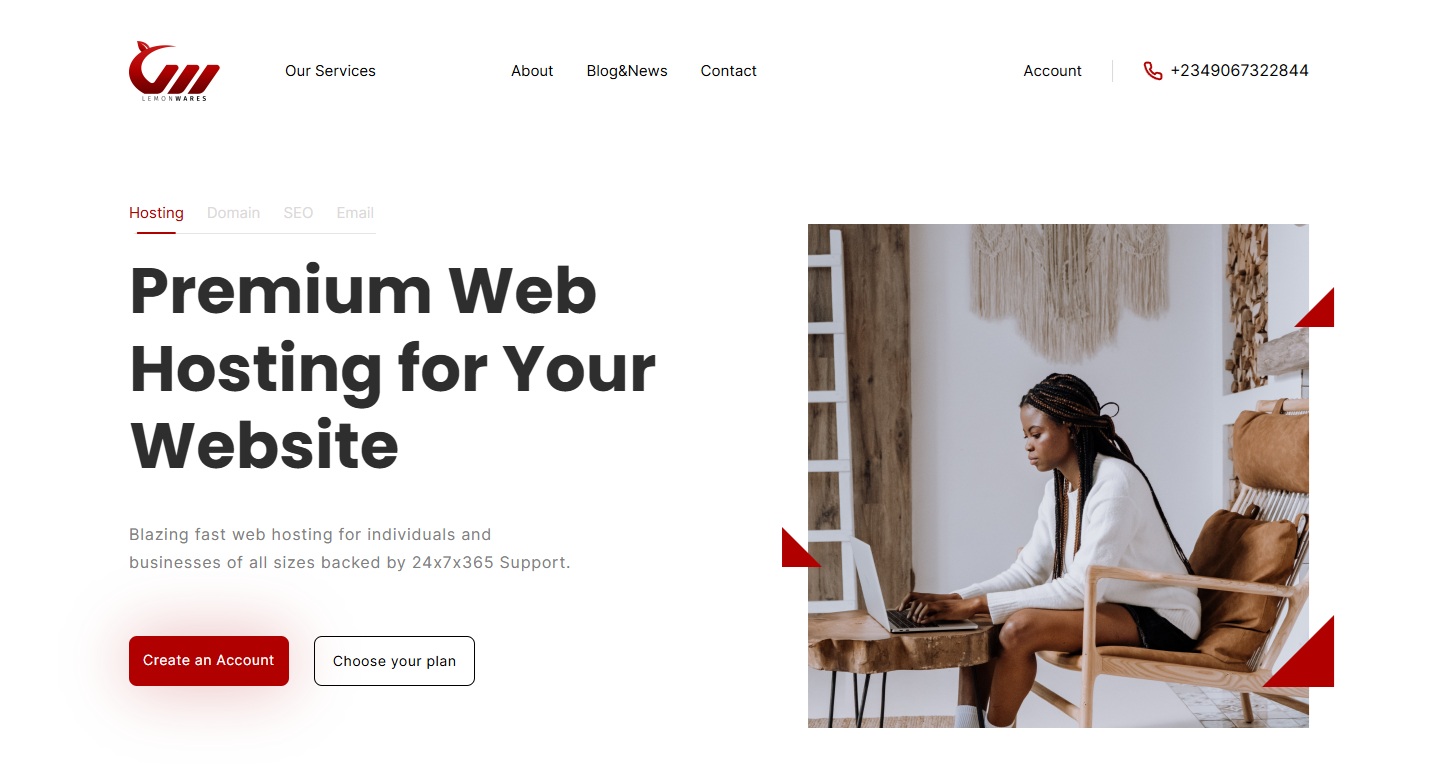 LEMONWARES
Our Services
About
Blog&News
Contact
Account
+2349067322844
Hosting
Domain
SEO
Email
Premium Web
Hosting for Your
Website
Blazing fast web hosting for individuals and
businesses of all sizes backed by 24x7x365 Support.
Create an Account
Choose your plan